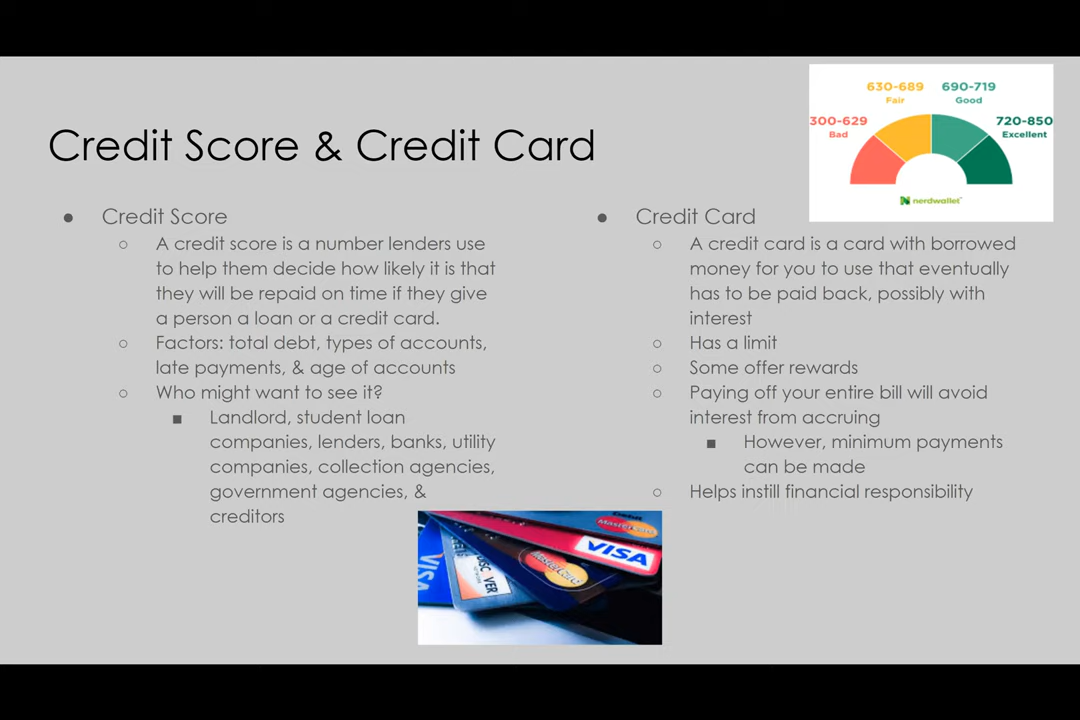 630-689 690-719
Fair Good
300-629 720-850
Bad Excellent
nerdwallet
Credit Score & Credit Card
● Credit Score
○ A credit score is a number lenders use
to help them decide how likely it is that
they will be repaid on time if they give
a person a loan or a credit card.
○ Factors: total debt, types of accounts,
late payments, & age of accounts
○ Who might want to see it?
■ Landlord, student loan
companies, lenders, banks, utility
companies, collection agencies,
government agencies, &
creditors
● Credit Card
○ A credit card is a card with borrowed
money for you to use that eventually
has to be paid back, possibly with
interest
○ Has a limit
○ Some offer rewards
○ Paying off your entire bill will avoid
interest from accruing
■ However, minimum payments
can be made
○ Helps instill financial responsibility
Debit
MasterCard
VISA
MasterCard
DISCOVER
VISA